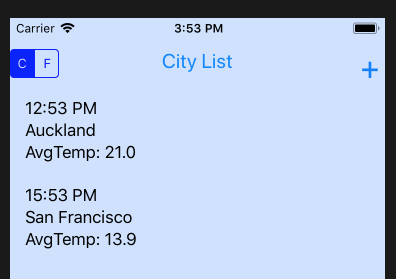 Carrier 3:53 PM
C F City List +
12:53 PM
Auckland
AvgTemp: 21.0
15:53 PM
San Francisco
AvgTemp: 13.9